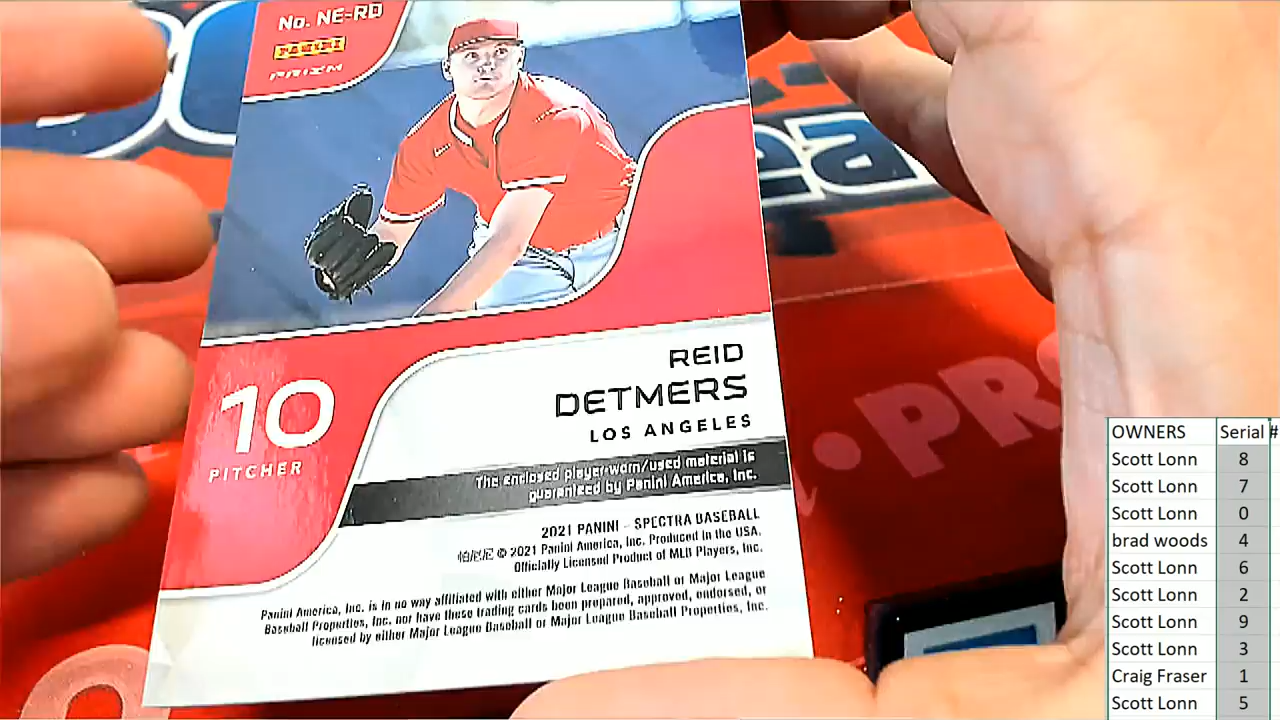 No. NE-RD
PANINI
PRIZM
REID
DETMERS
LOS ANGELES
10
PITCHER
The enclosed player-worn/used material is
guaranteed by Panini America, Inc.
2021 PANINI - SPECTRA BASEBALL
© 2021 Panini America, Inc. Produced in the USA.
Officially Licensed Product of MLB Players, Inc.
Panini America, Inc. is in no way affiliated with either Major League Baseball or Major League
Baseball Properties, Inc. nor have these trading cards been prepared, approved, endorsed, or
licensed by either Major League Baseball or Major League Baseball Properties, Inc.
OWNERS Serial #
Scott Lonn 8
Scott Lonn 7
Scott Lonn 0
brad woods 4
Scott Lonn 6
Scott Lonn 2
Scott Lonn 9
Scott Lonn 3
Craig Fraser 1
Scott Lonn 5